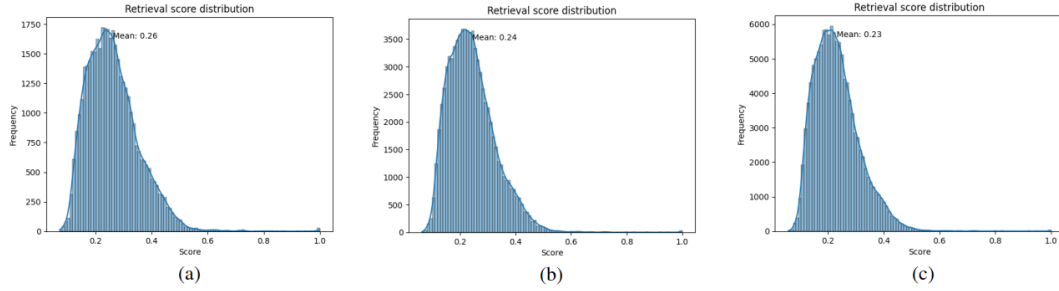 Retrieval score distribution
1750
1500
1250
1000
750
500
250
0
Frequency
Mean: 0.26
0.2
0.4
0.6
0.8
1.0
Score
(a)
Retrieval score distribution
3500
3000
2500
2000
1500
1000
500
0
Frequency
Mean: 0.24
0.2
0.4
0.6
0.8
1.0
Score
(b)
Retrieval score distribution
6000
5000
4000
3000
2000
1000
0
Frequency
Mean: 0.23
0.2
0.4
0.6
0.8
1.0
Score
(c)